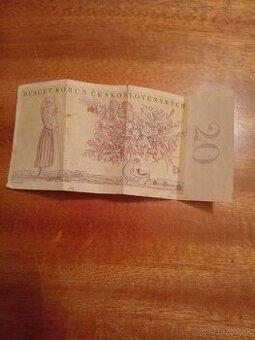 DVACET KORUN ČESKOSLOVENSKÝCH
20